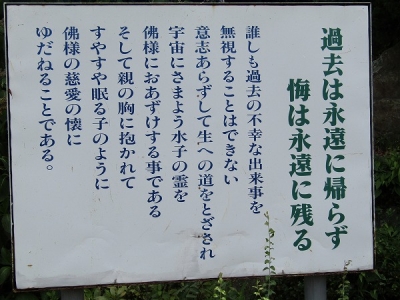 過去は永遠に帰らず
悔は永遠に残る
誰しも過去の不幸な出来事を
無視することはできない
意志あらずして生への道をとざされ
宇宙にさまよう水子の霊を
佛様におあずけする事である
そして親の胸に抱かれて
すやすや眠る子のように
佛様の慈愛の懐に
ゆだねることである。